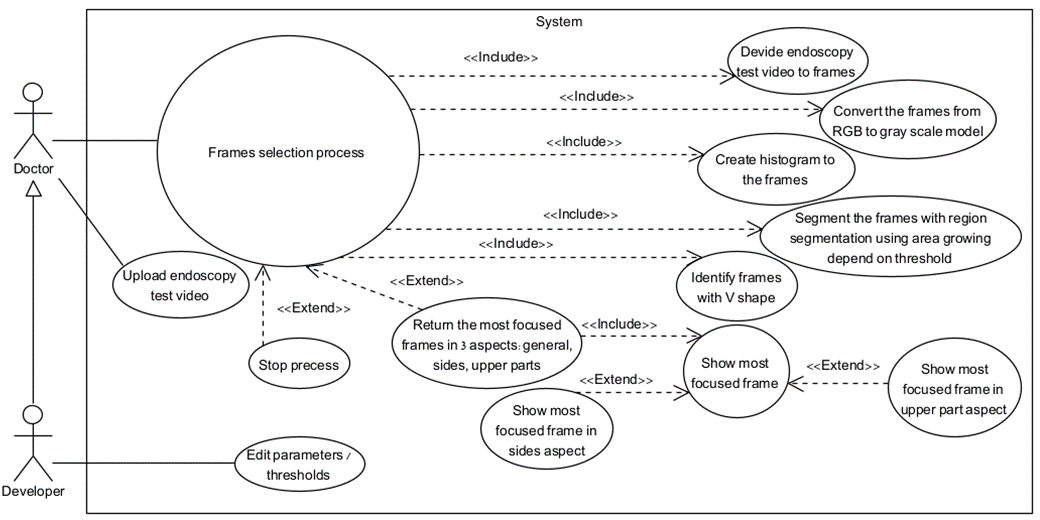 System
<<Include>>
Devide endoscopy
test video to frames
<<Include>>
Convert the frames from
RGB to gray scale model
Frames selection process
<<Include>>
Create histogram to
the frames
Doctor
<<Include>>
Segment the frames with region
segmentation using area growing
depend on threshold
<<Include>>
Identify frames
with V shape
Upload endoscopy
test video
<<Extend>>
<<Extend>>
Return the most focused
frames in 3 aspects: general,
sides, upper parts
<<Include>>
Stop precess
Show most
focused frame
<<Extend>>
Show most
focused frame in
upper part aspect
<<Extend>>
Show most
focused frame in
sides aspect
Edit parameters /
thresholds
Developer